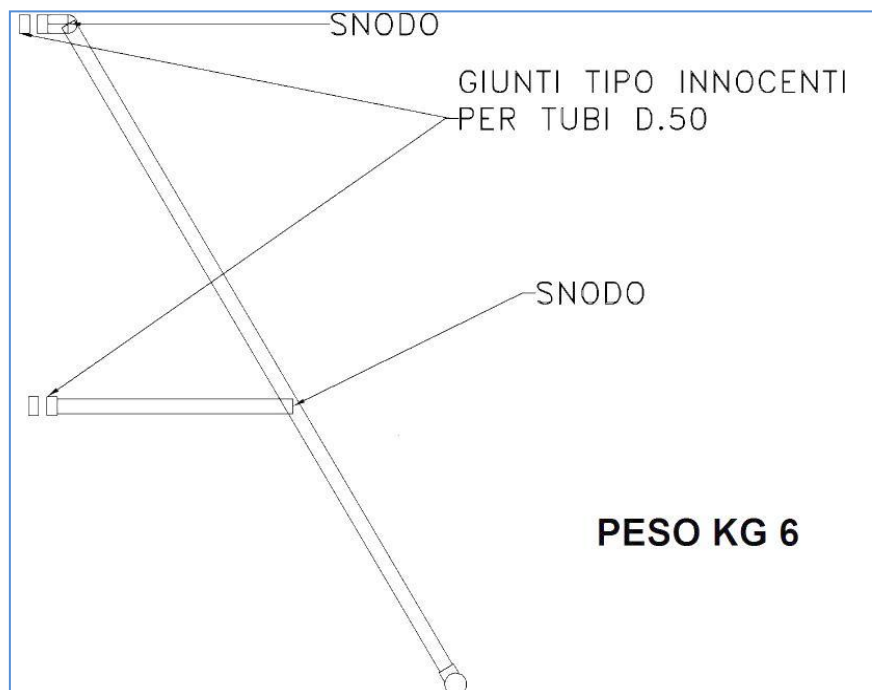 SNODO
GIUNTI TIPO INNOCENTI
PER TUBI D.50
SNODO
PESO KG 6